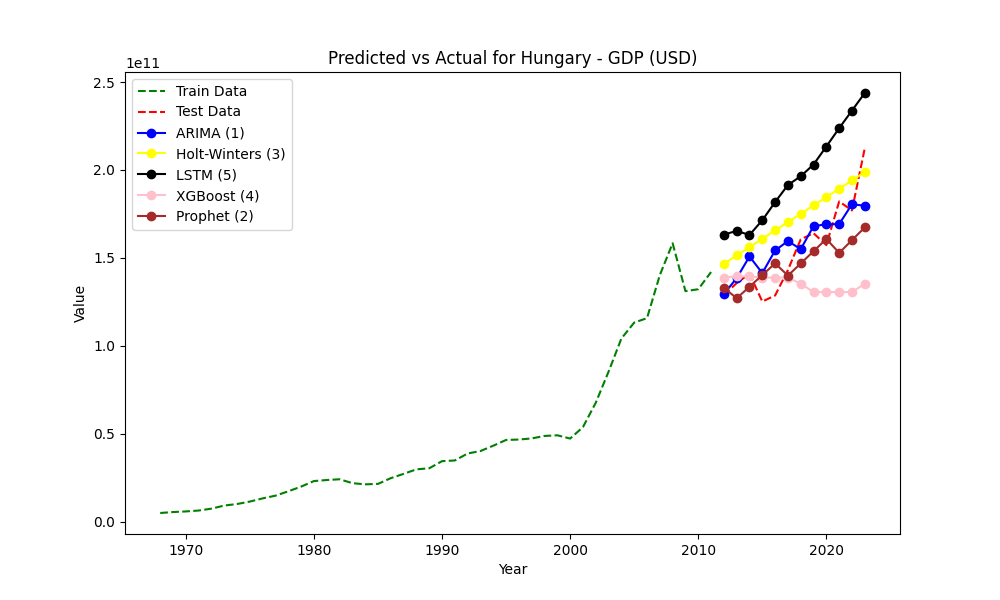 Predicted vs Actual for Hungary - GDP (USD)
1e11
2.5
2.0
1.5
1.0
0.5
0.0
Value
Train Data
Test Data
ARIMA (1)
Holt-Winters (3)
LSTM (5)
XGBoost (4)
Prophet (2)
1970 1980 1990 2000 2010 2020
Year